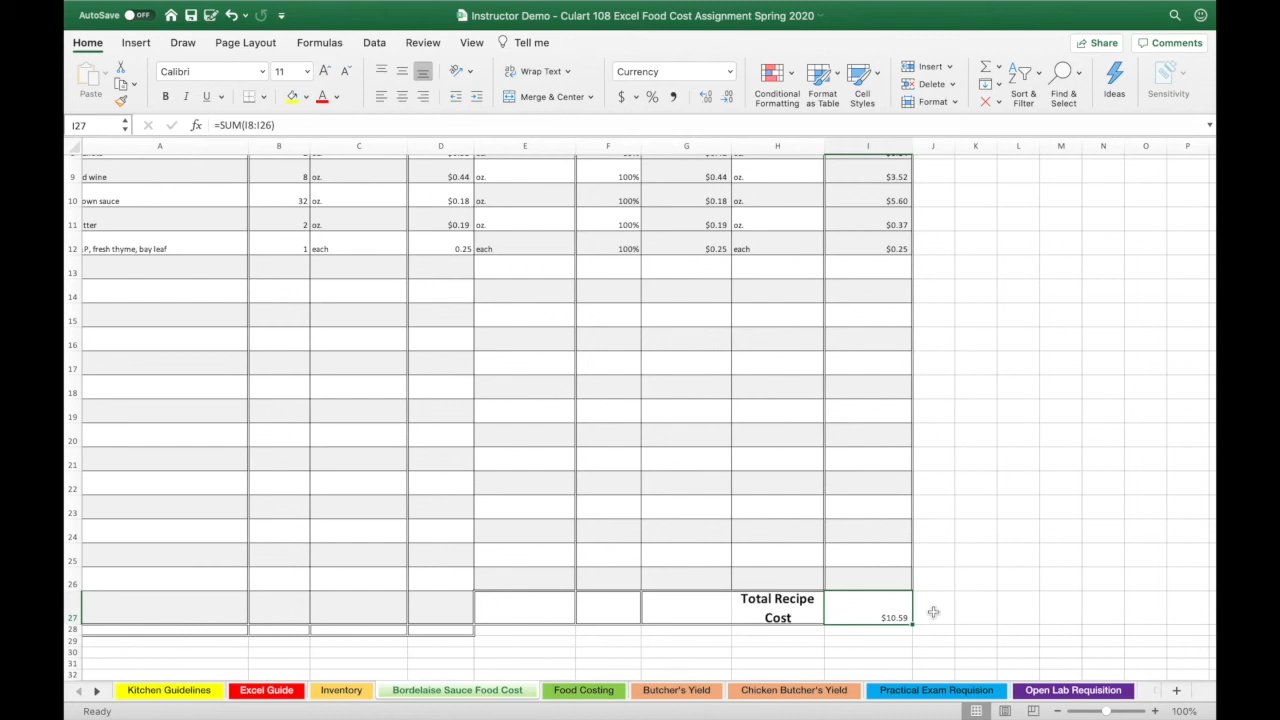 AutoSave OFF
Instructor Demo - Culart 108 Excel Food Cost Assignment Spring 2020
Home Insert Draw Page Layout Formulas Data Review View Tell me Share Comments
Paste Calibri 11 Wrap Text Currency Insert
Merge & Center $ % Conditional Formatting Format as Table Cell Styles Delete Format Sort & Filter Find & Select Ideas Sensitivity
I27 fx =SUM(I8:I26)
A B C D E F G H I J K L M N O P
9 d wine 8 oz. $0.44 oz. 100% $0.44 oz. $3.52
10 own sauce 32 oz. $0.18 oz. 100% $0.18 oz. $5.60
11 tter 2 oz. $0.19 oz. 100% $0.19 oz. $0.37
12 P, fresh thyme, bay leaf 1 each 0.25 each 100% $0.25 each $0.25
13
14
15
16
17
18
19
20
21
22
23
24
25
26
27 Total Recipe Cost $10.59
28
29
30
31
32
Kitchen Guidelines Excel Guide Inventory Bordelaise Sauce Food Cost Food Costing Butcher's Yield Chicken Butcher's Yield Practical Exam Requision Open Lab Requisition
Ready 100%